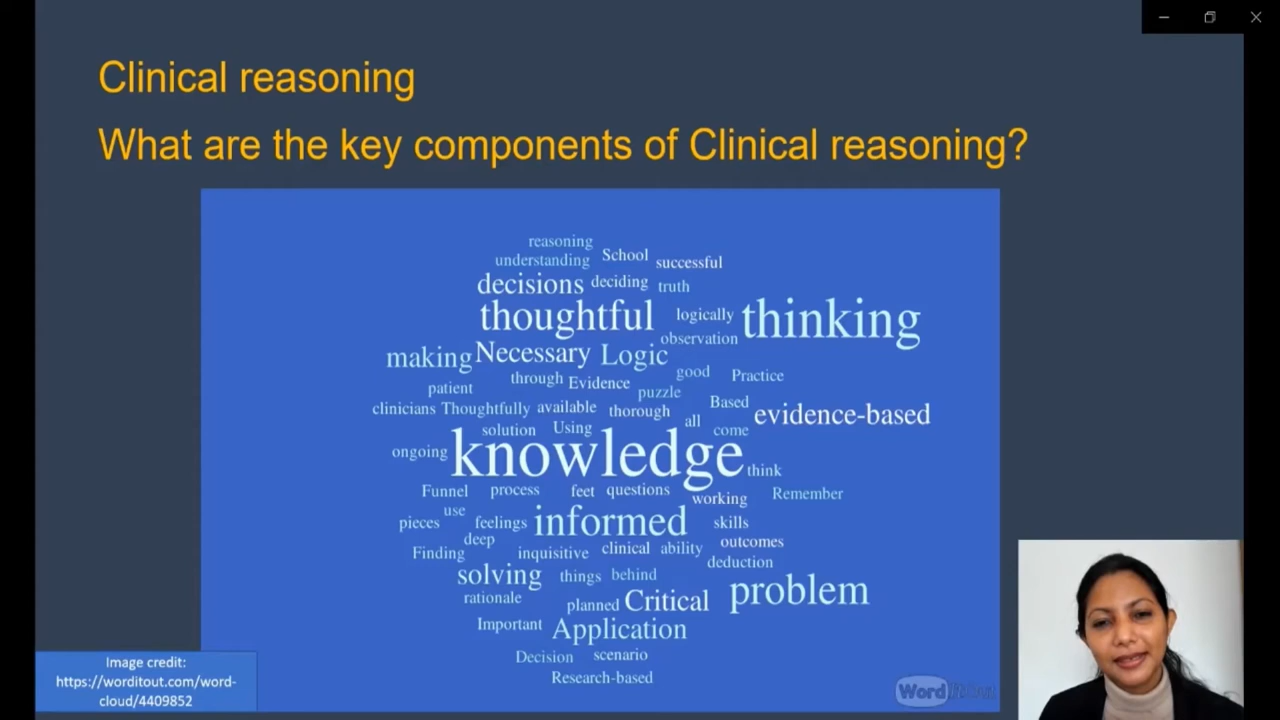 Clinical reasoning
What are the key components of Clinical reasoning?
reasoning
understanding School successful
decisions deciding truth
thoughtful logically thinking
observation
making Necessary Logic
through Evidence good Practice
patient puzzle
clinicians Thoughtfully available thorough Based evidence-based
all
solution Using come
ongoing knowledge think
Funnel process feet questions working Remember
use
pieces feelings informed skills
deep outcomes
Finding inquisitive clinical ability
deduction
solving things behind problem
rationale planned Critical
Important Application
Decision scenario
Research-based
WordItOut
Image credit:
https://worditout.com/word-
cloud/4409852